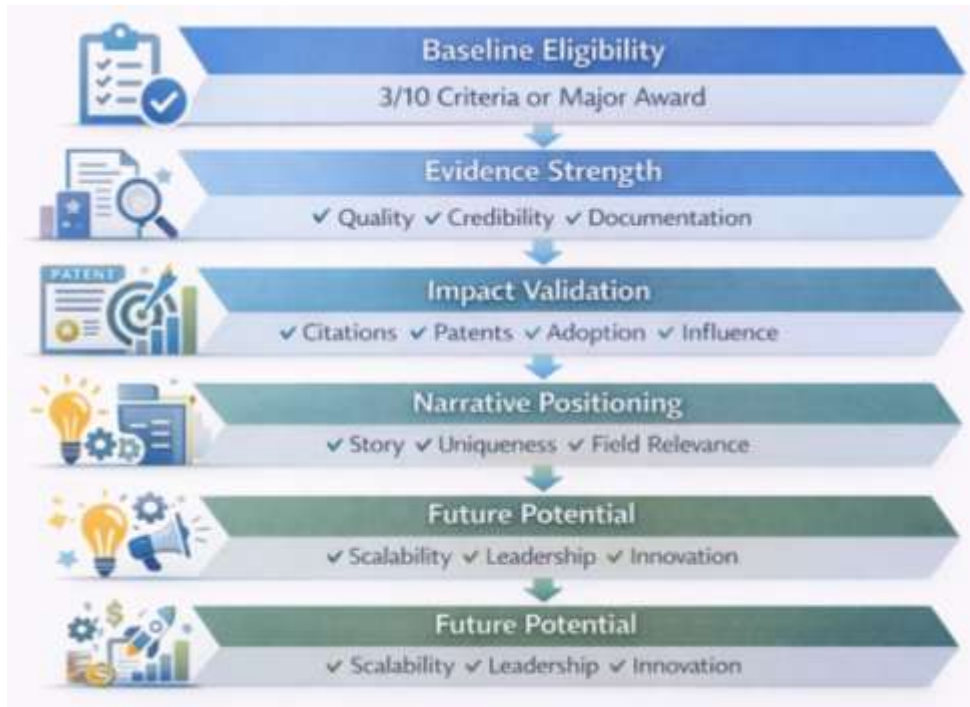 Baseline Eligibility
3/10 Criteria or Major Award
Evidence Strength
✓ Quality ✓ Credibility ✓ Documentation
PATENT
Impact Validation
✓ Citations ✓ Patents ✓ Adoption ✓ Influence
Narrative Positioning
✓ Story ✓ Uniqueness ✓ Field Relevance
Future Potential
✓ Scalability ✓ Leadership ✓ Innovation
$
Future Potential
✓ Scalability ✓ Leadership ✓ Innovation